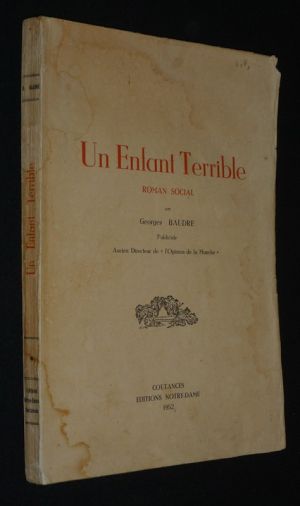 Un Enfant Terrible
ROMAN SOCIAL
par
Georges BAUDRE
Publiciste
Ancien Directeur de « l'Opinion de la Manche »
COUTANCES
EDITIONS NOTRE-DAME
1952
BAUDRE
Un Enfant Terrible